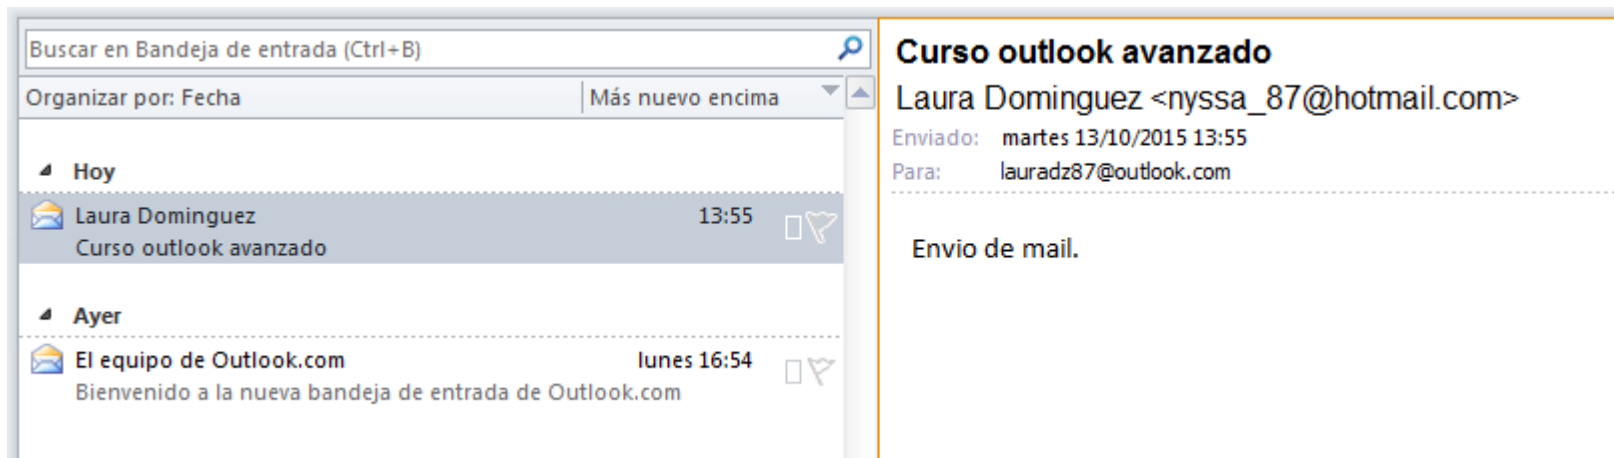 Buscar en Bandeja de entrada (Ctrl+B)
Organizar por: Fecha Más nuevo encima
Hoy
Laura Dominguez 13:55
Curso outlook avanzado
Ayer
El equipo de Outlook.com lunes 16:54
Bienvenido a la nueva bandeja de entrada de Outlook.com
Curso outlook avanzado
Laura Dominguez <nyssa_87@hotmail.com>
Enviado: martes 13/10/2015 13:55
Para: lauradz87@outlook.com
Envio de mail.